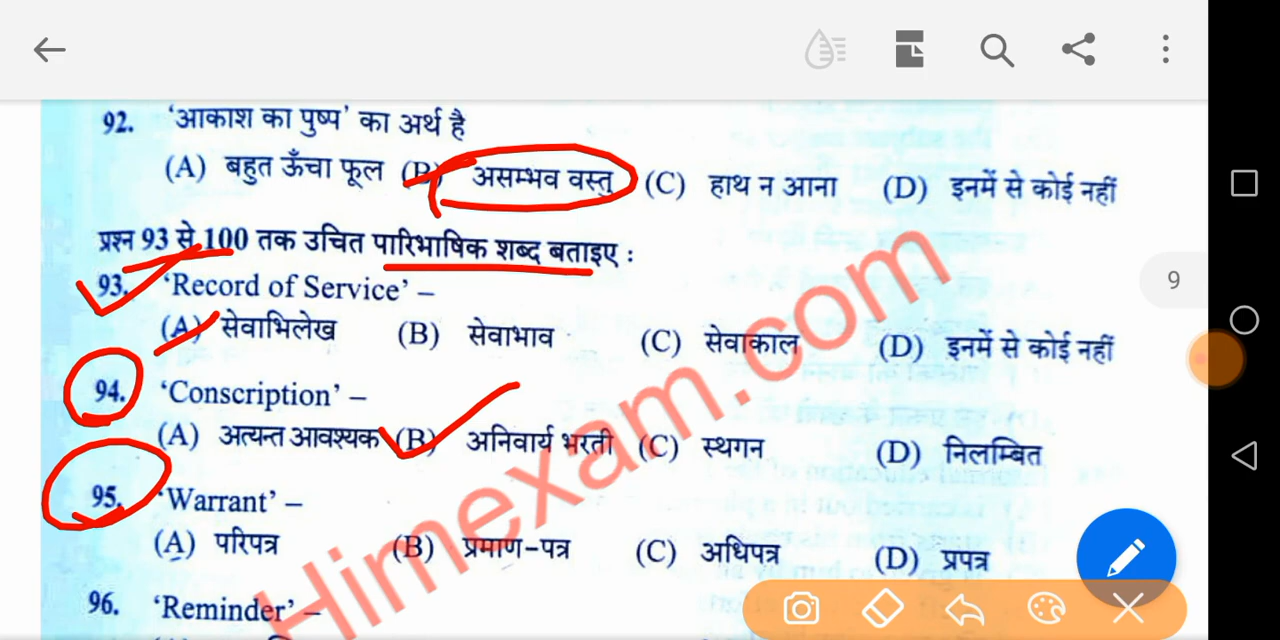 92. 'आकाश का पुष्प' का अर्थ है
(A) बहुत ऊँचा फूल (B) असम्भव वस्तु (C) हाथ न आना (D) इनमें से कोई नहीं
प्रश्न 93 से 100 तक उचित पारिभाषिक शब्द बताइए :
9
93. 'Record of Service' –
(A) सेवाभिलेख (B) सेवाभाव (C) सेवाकाल (D) इनमें से कोई नहीं
94. 'Conscription' –
(A) अत्यन्त आवश्यक (B) अनिवार्य भरती (C) स्थगन (D) निलम्बित
95. 'Warrant' –
(A) परिपत्र (B) प्रमाण-पत्र (C) अधिपत्र (D) प्रपत्र
96. 'Reminder' –
Himexam.com